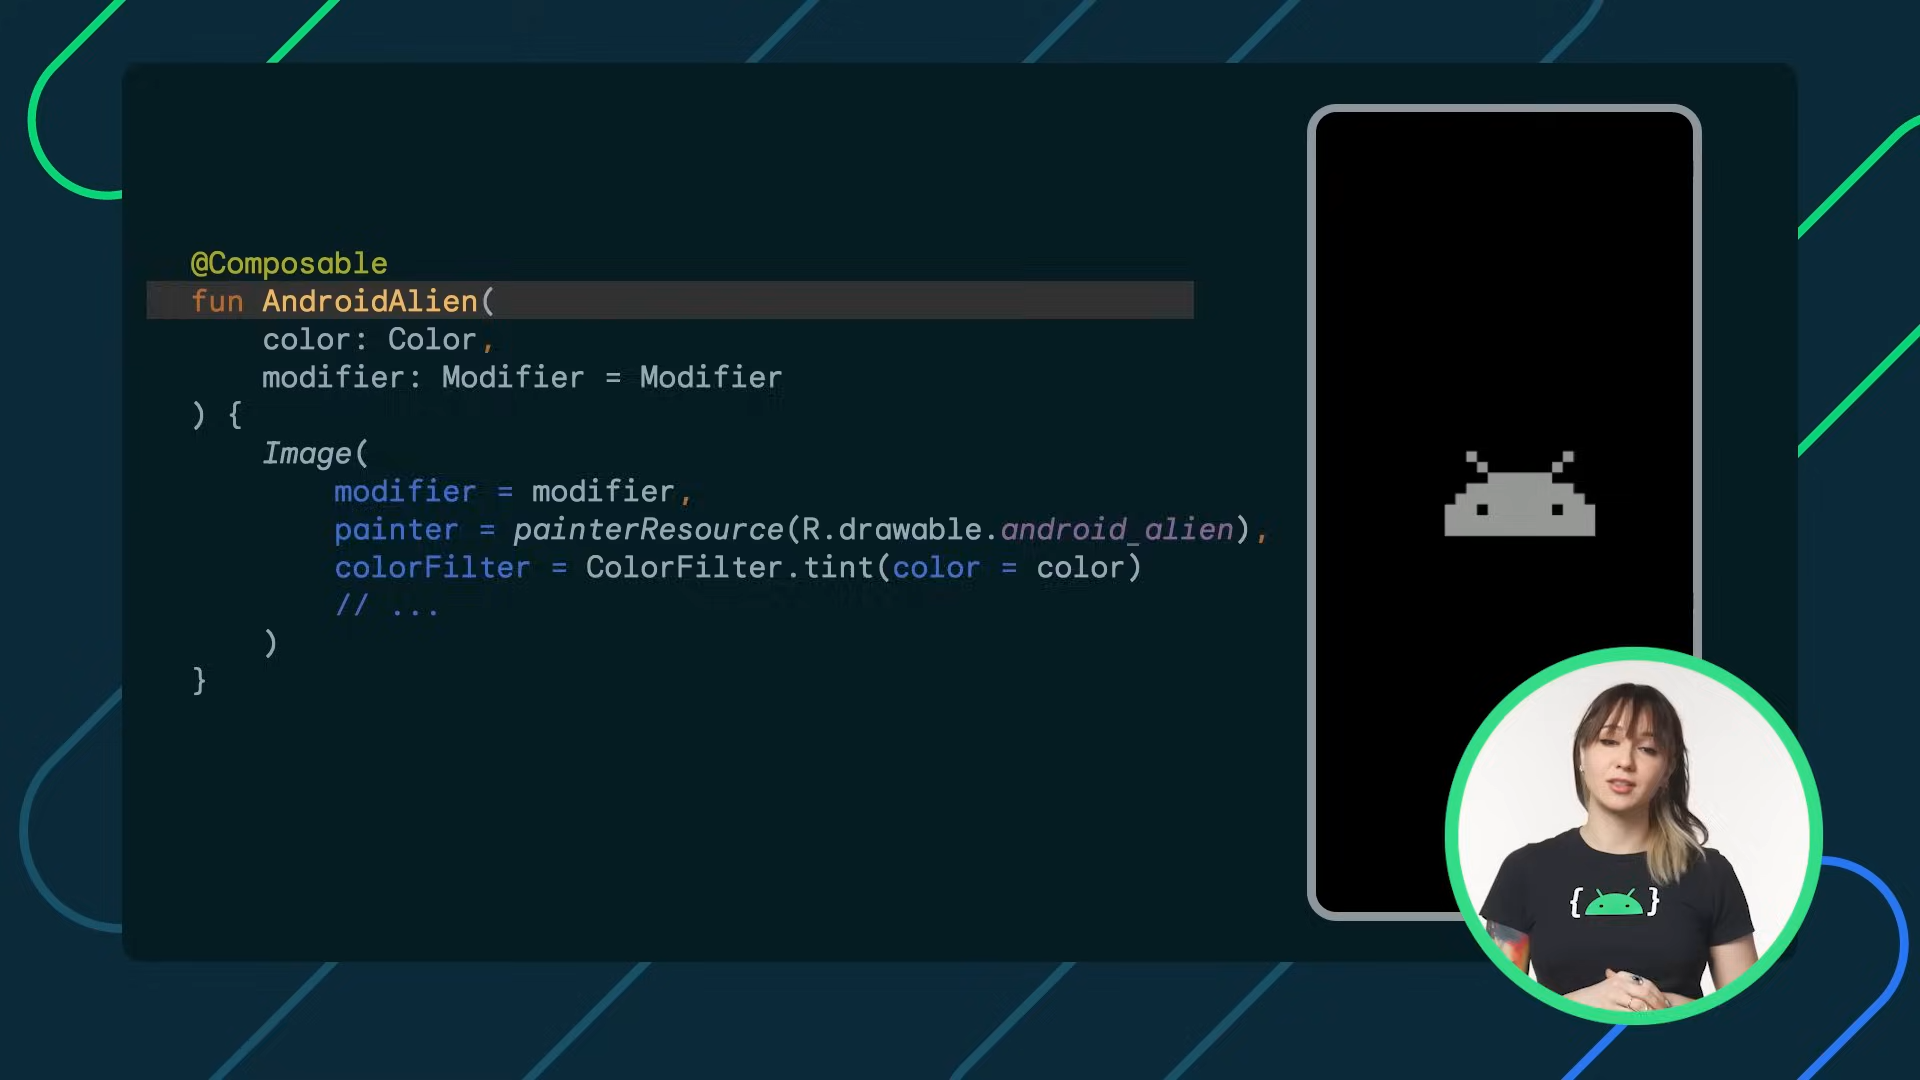 @Composable
fun AndroidAlien(
    color: Color,
    modifier: Modifier = Modifier
) {
    Image(
        modifier = modifier,
        painter = painterResource(R.drawable.android_alien),
        colorFilter = ColorFilter.tint(color = color)
        // ...
    )
}
{ }